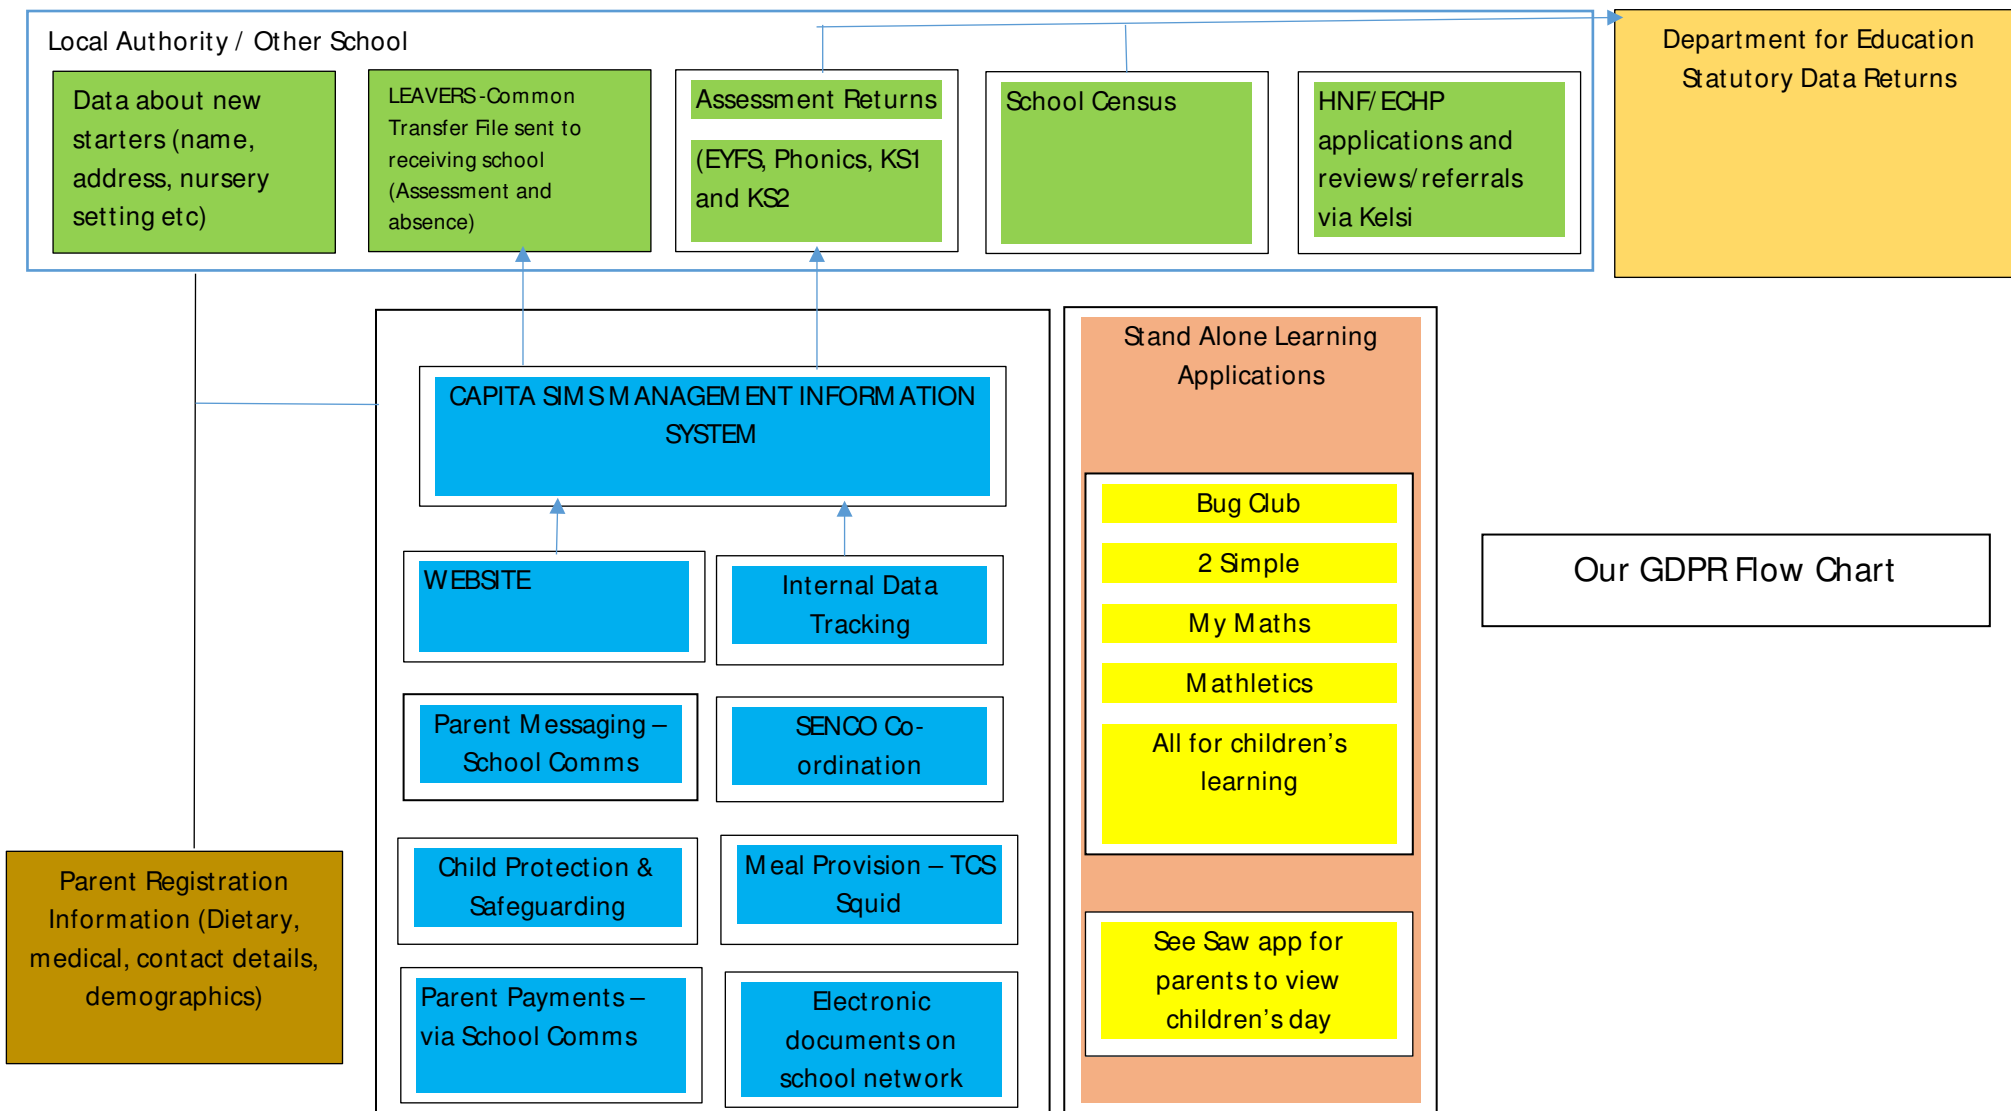 Local Authority / Other School
Data about new
starters (name,
address, nursery
setting etc)
LEAVERS -Common
Transfer File sent to
receiving school
(Assessment and
absence)
Assessment Returns
(EYFS, Phonics, KS1
and KS2
School Census
HNF/ECHP
applications and
reviews/referrals
via Kelsi
Department for Education
Statutory Data Returns
CAPITA SIMS MANAGEMENT INFORMATION
SYSTEM
WEBSITE
Internal Data
Tracking
Parent Messaging –
School Comms
SENCO Co-
ordination
Child Protection &
Safeguarding
Meal Provision – TCS
Squid
Parent Payments –
via School Comms
Electronic
documents on
school network
Stand Alone Learning
Applications
Bug Club
2 Simple
My Maths
Mathletics
All for children’s
learning
See Saw app for
parents to view
children’s day
Our GDPR Flow Chart
Parent Registration
Information (Dietary,
medical, contact details,
demographics)